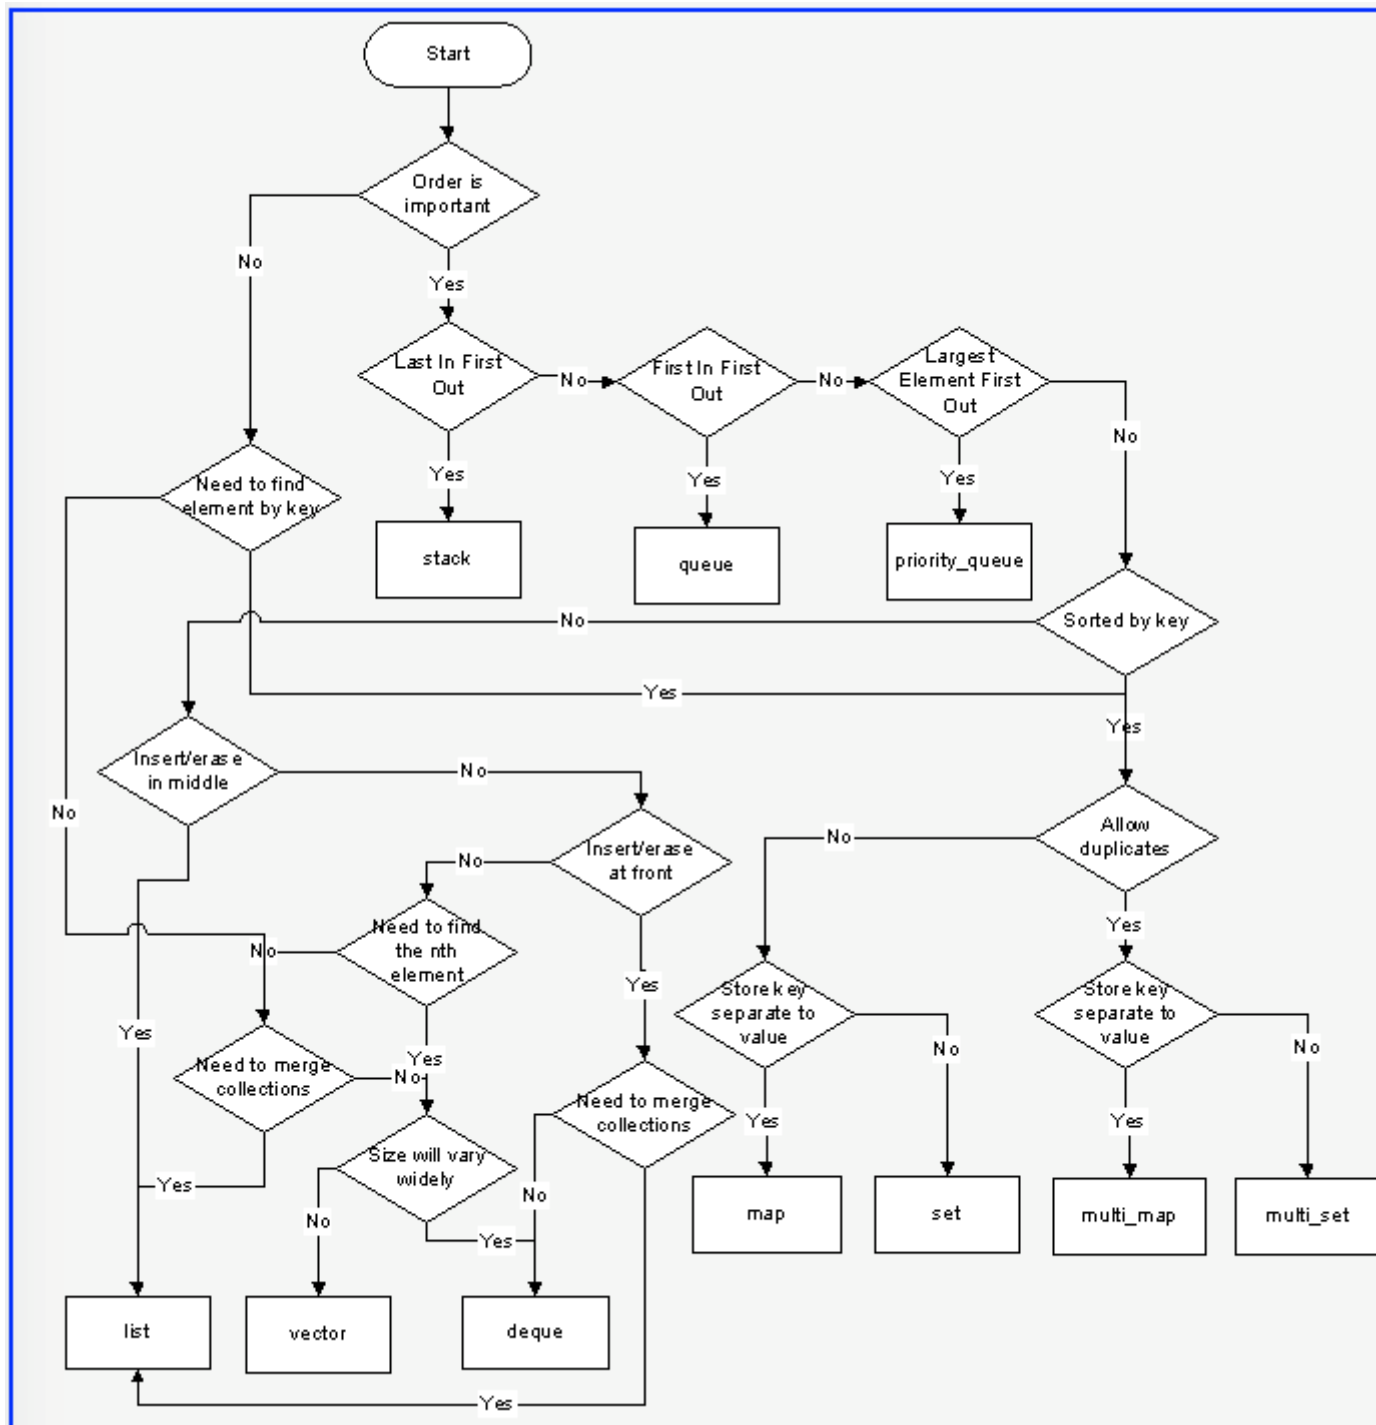 Start
Order is
important
No
Yes
Last In First
Out
No
First In First
Out
No
Largest
Element First
Out
No
Need to find
element by key
Yes
Yes
Yes
stack
queue
priority_queue
No
Sorted by key
Yes
Yes
Insert/erase
in middle
No
No
Insert/erase
at front
No
No
Allow
duplicates
Need to find
the nth
element
No
Yes
Yes
Store key
separate to
value
Store key
separate to
value
Yes
Yes
No
No
Need to merge
collections
No
Need to merge
collections
Yes
Yes
Size will vary
widely
Yes
No
No
Yes
map
set
multi_map
multi_set
list
vector
deque
Yes